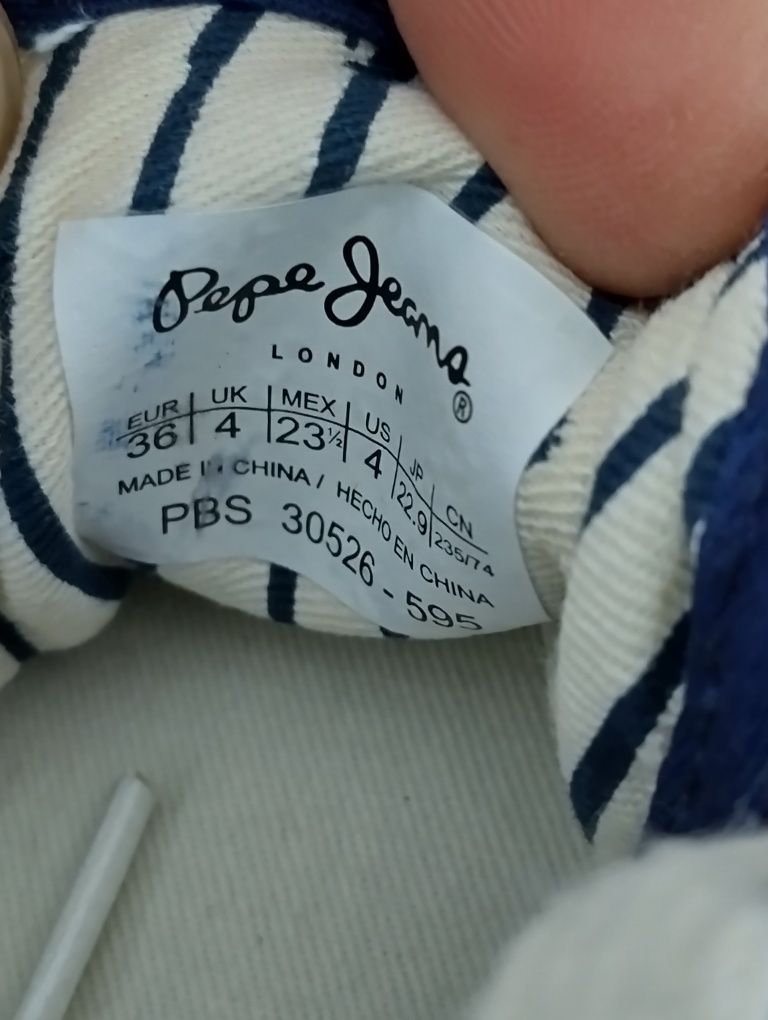 Pepe Jeans
LONDON
®
EUR | UK | MEX | US | JP | CN
36 | 4 | 23½ | 4 | 22.9 | 235/74
MADE IN CHINA / HECHO EN CHINA
PBS 30526 - 595